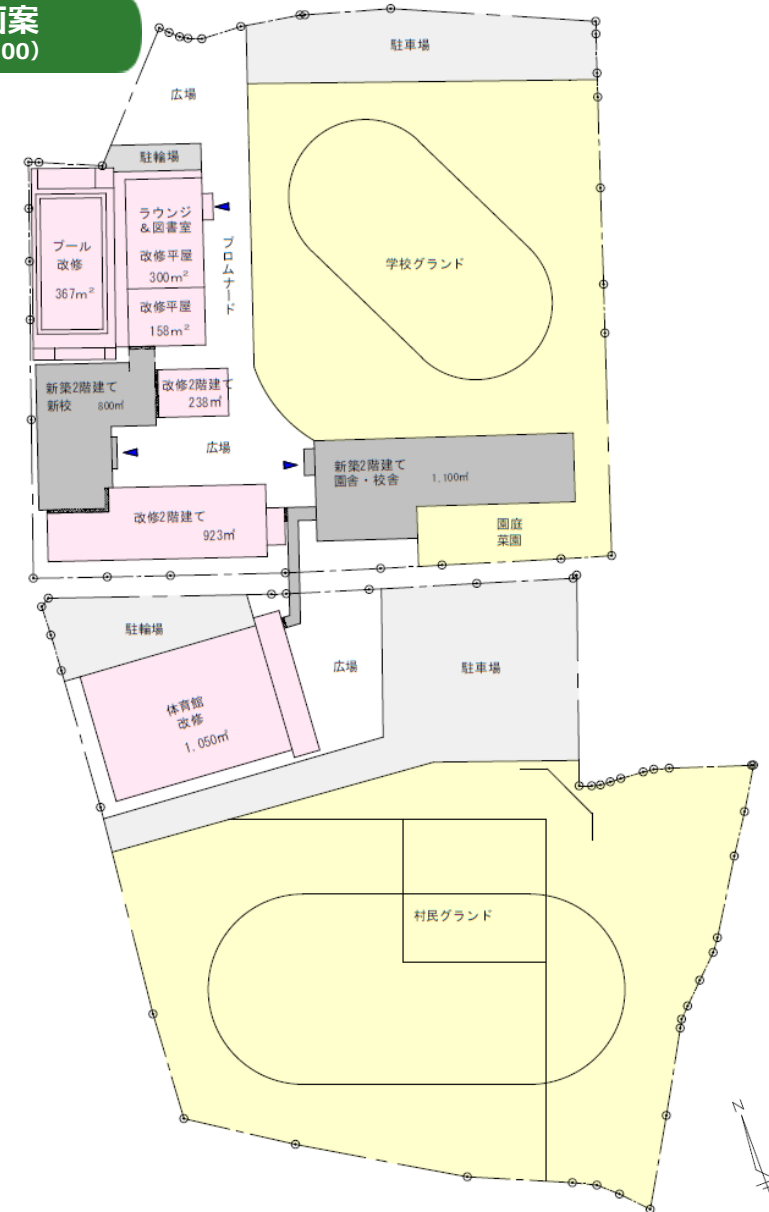 画案
00)
駐車場
広場
駐輪場
ラウンジ
&図書室
改修平屋
300m²
プール
改修
367m²
プロムナード
学校グランド
改修平屋
158m²
新築2階建て
新校 800㎡
改修2階建て
238㎡
広場
新築2階建て
園舎・校舎 1,100㎡
改修2階建て
923㎡
園庭
菜園
駐輪場
広場
駐車場
体育館
改修
1,050㎡
村民グランド
N